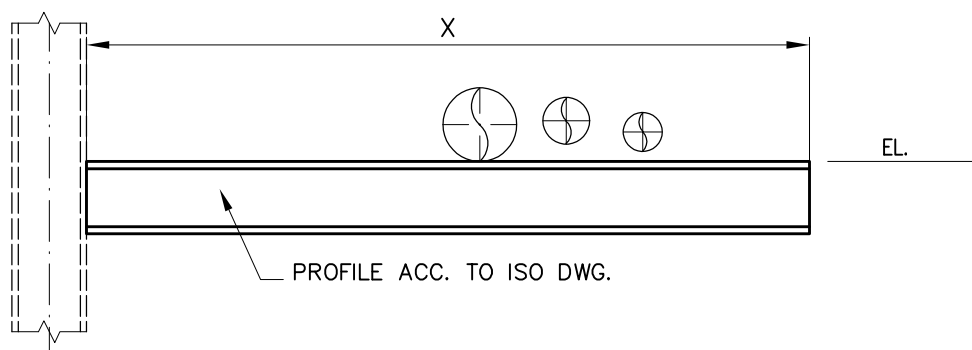 X
EL.
PROFILE ACC. TO ISO DWG.